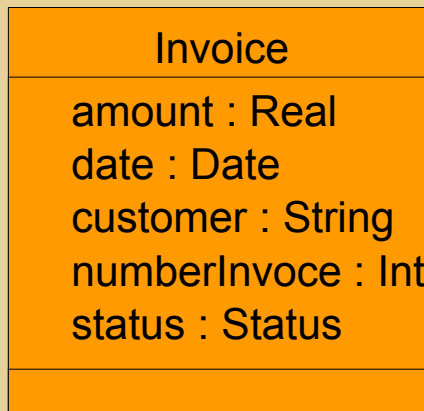 Invoice
amount : Real
date : Date
customer : String
numberInvoce : Int
status : Status